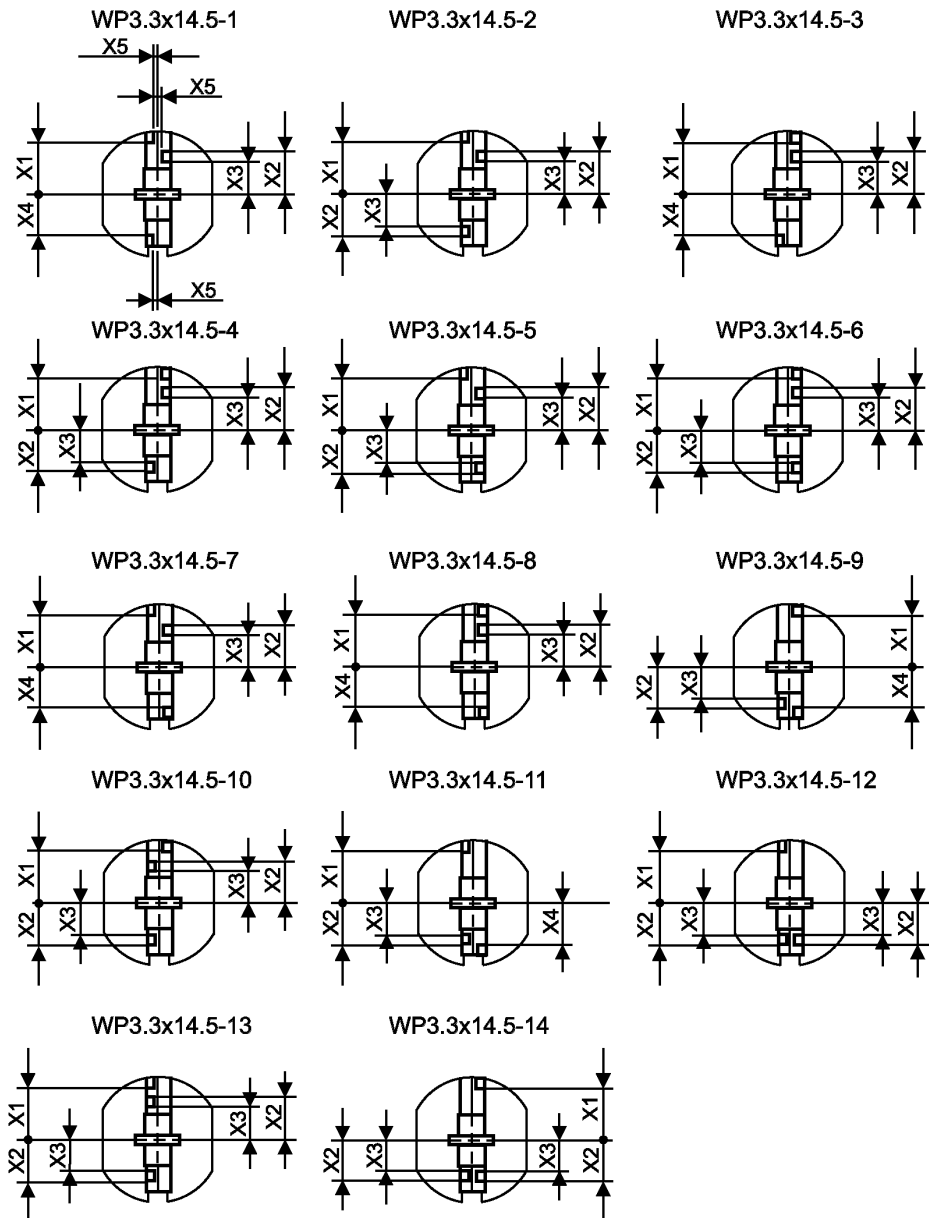 WP3.3x14.5-1 WP3.3x14.5-2 WP3.3x14.5-3
X5
X5
X1 X3 X2 X1 X3 X2 X1 X3 X2
X4 X2 X3 X4
X5
WP3.3x14.5-4 WP3.3x14.5-5 WP3.3x14.5-6
X1 X3 X2 X1 X3 X2 X1 X3 X2
X2 X3 X2 X3 X2 X3
WP3.3x14.5-7 WP3.3x14.5-8 WP3.3x14.5-9
X1 X3 X2 X1 X3 X2 X1
X4 X4 X2 X3 X4
WP3.3x14.5-10 WP3.3x14.5-11 WP3.3x14.5-12
X1 X3 X2 X1 X1
X2 X3 X2 X3 X4 X2 X3 X3 X2
WP3.3x14.5-13 WP3.3x14.5-14
X1 X3 X2 X1
X2 X3 X2 X3 X3 X2